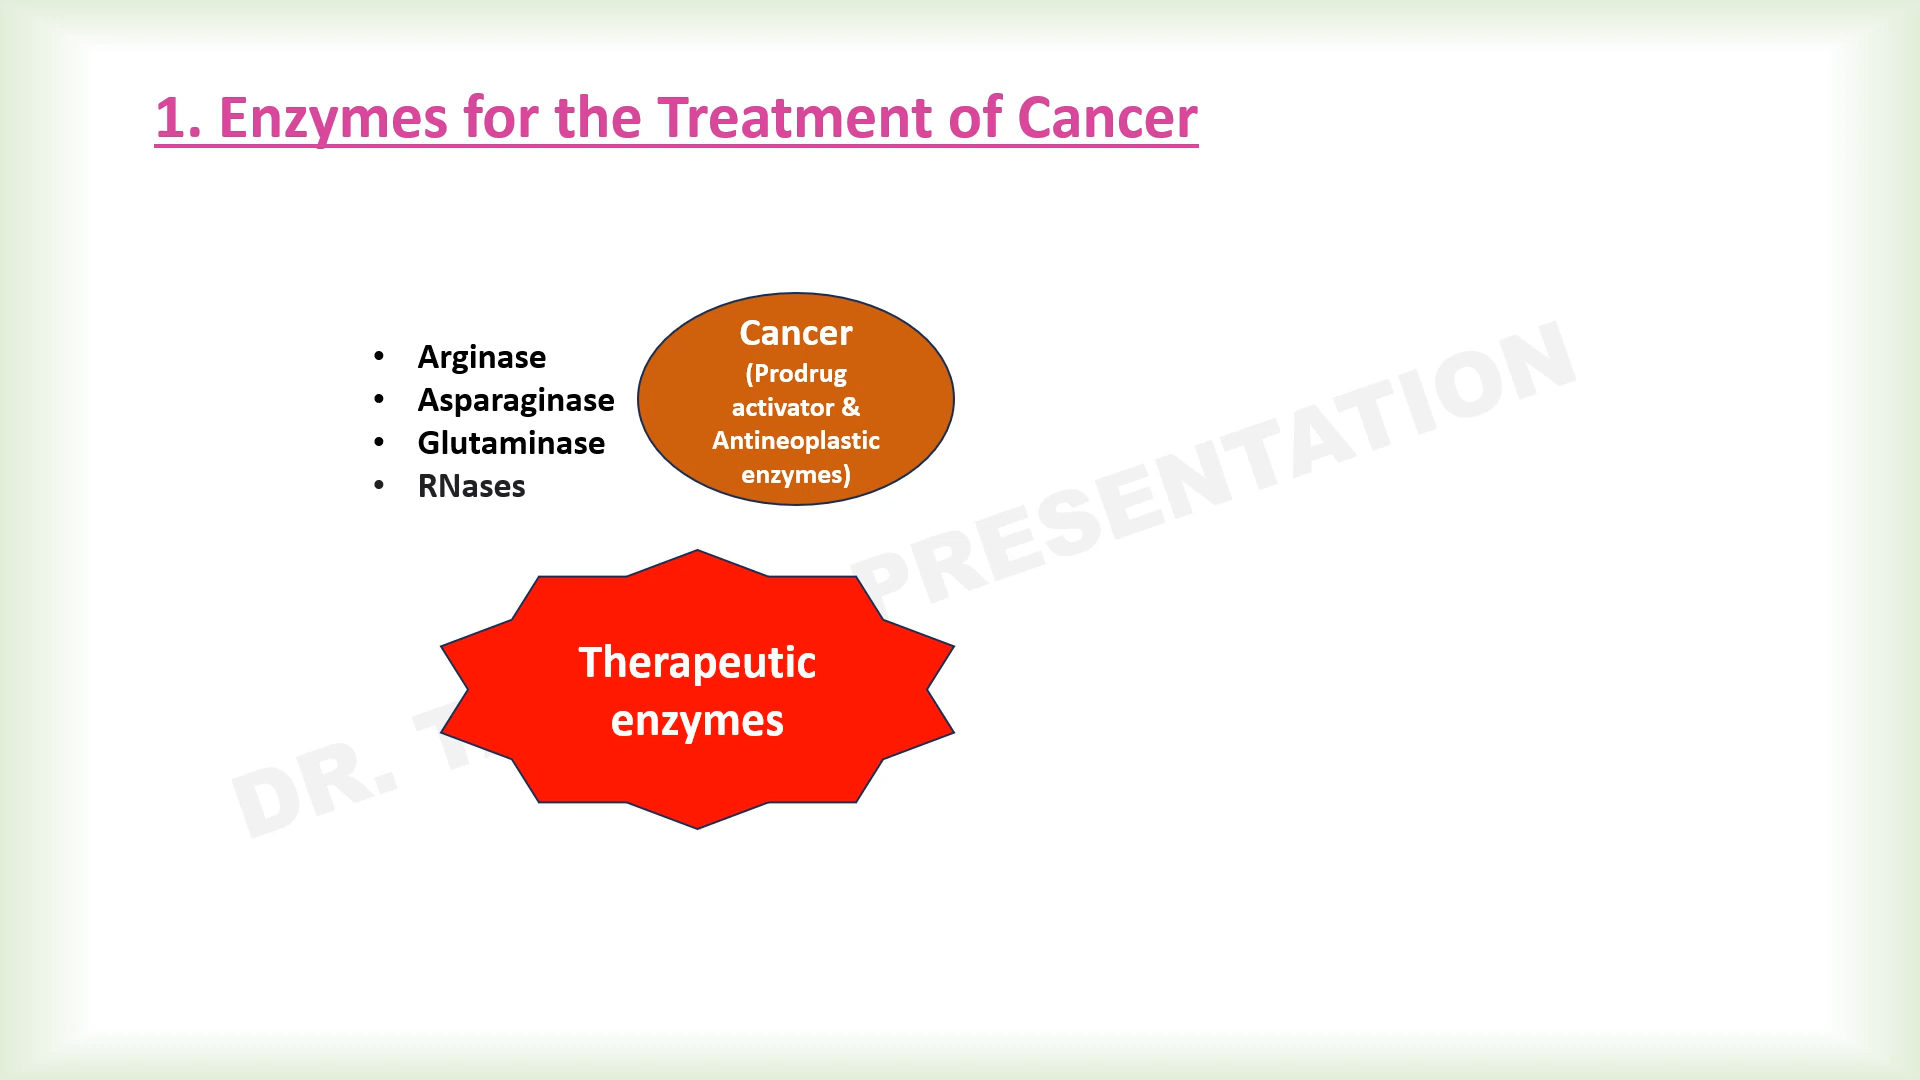 1. Enzymes for the Treatment of Cancer
• Arginase
• Asparaginase
• Glutaminase
• RNases
Cancer
(Prodrug
activator &
Antineoplastic
enzymes)
Therapeutic
enzymes
DR. PRESENTATION